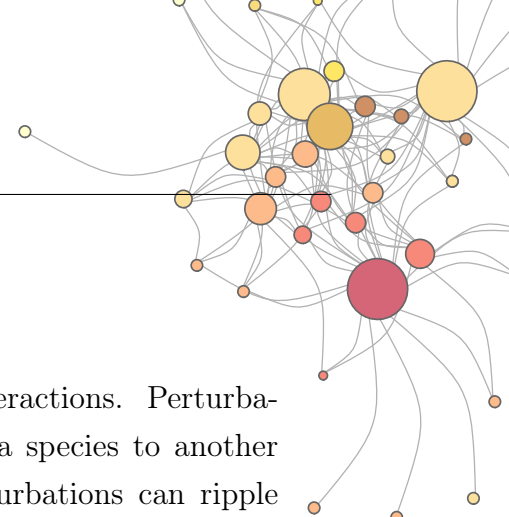 eractions. Perturba-
a species to another
urbations can ripple